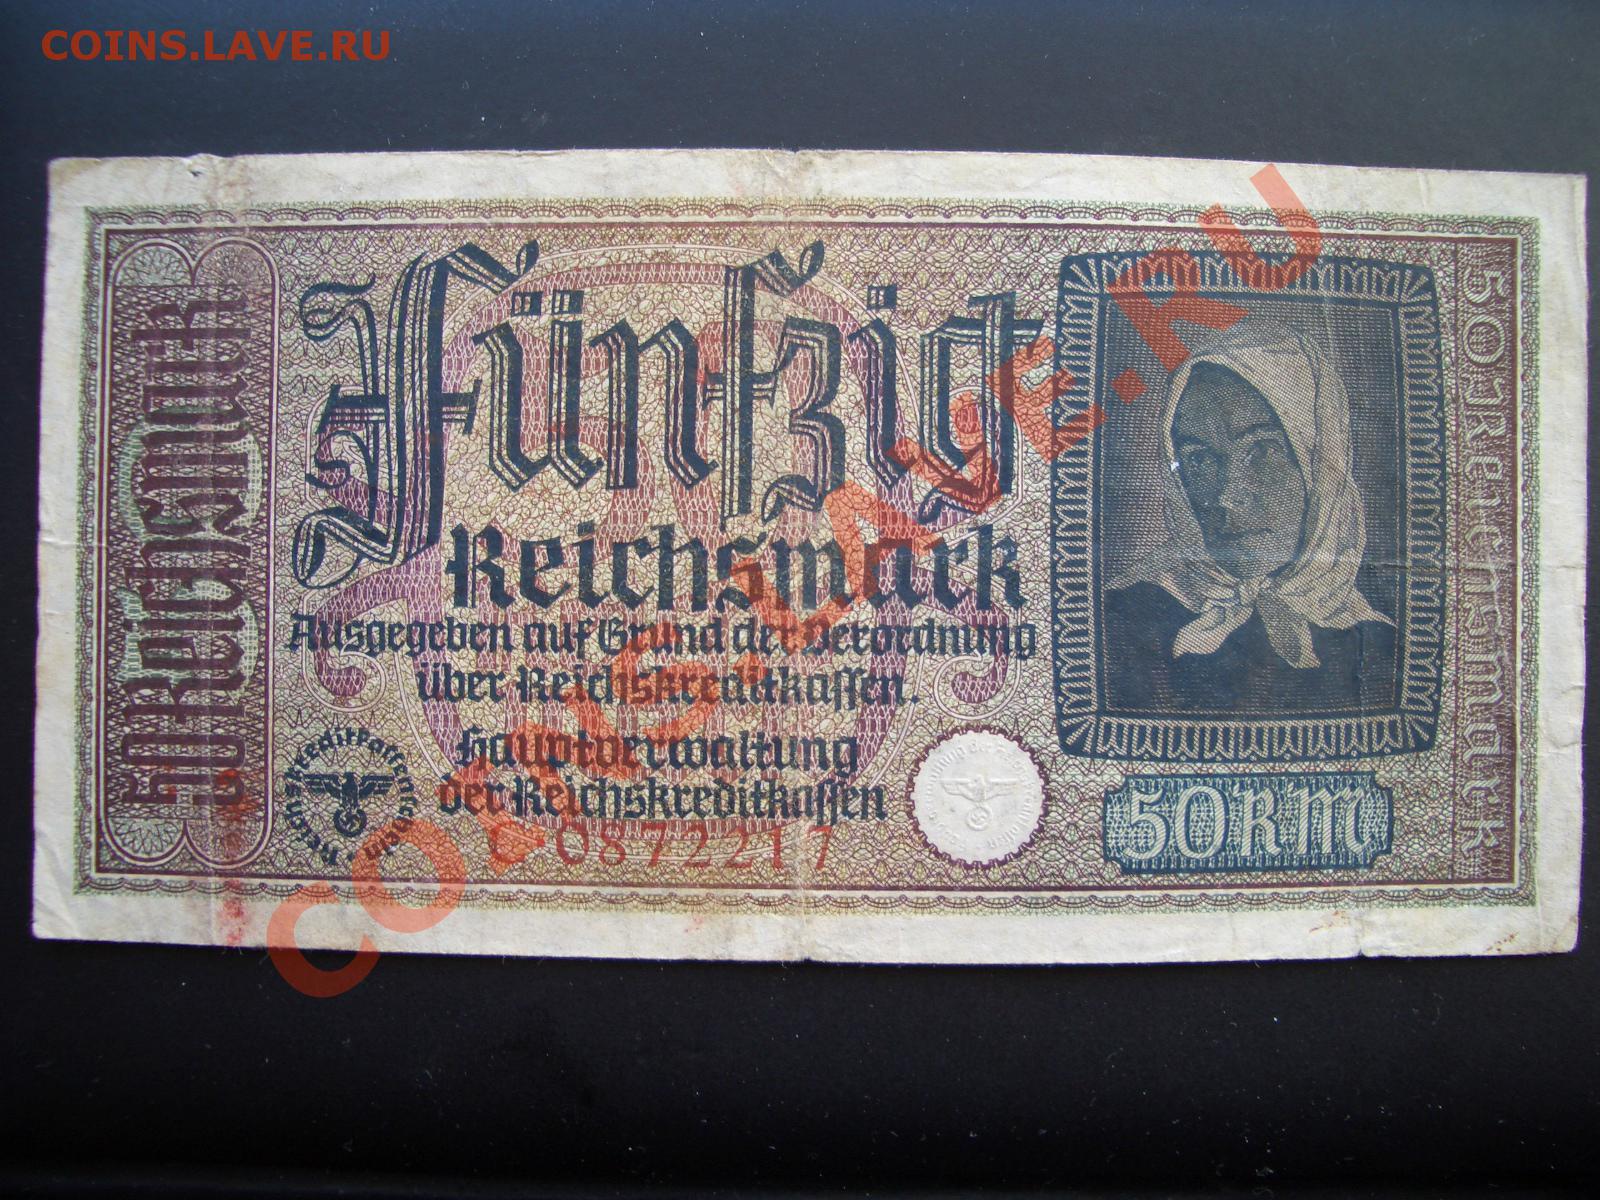 COINS.LAVE.RU
50 Reichsmark
Fünfzig
Reichsmark
Ausgegeben auf Grund der Verordnung
über Reichskreditkassen.
Hauptverwaltung
der Reichskreditkassen
C 0872217
Reichskreditkassenschein
50 RM
50 Reichsmark
COINS.LAVE.RU